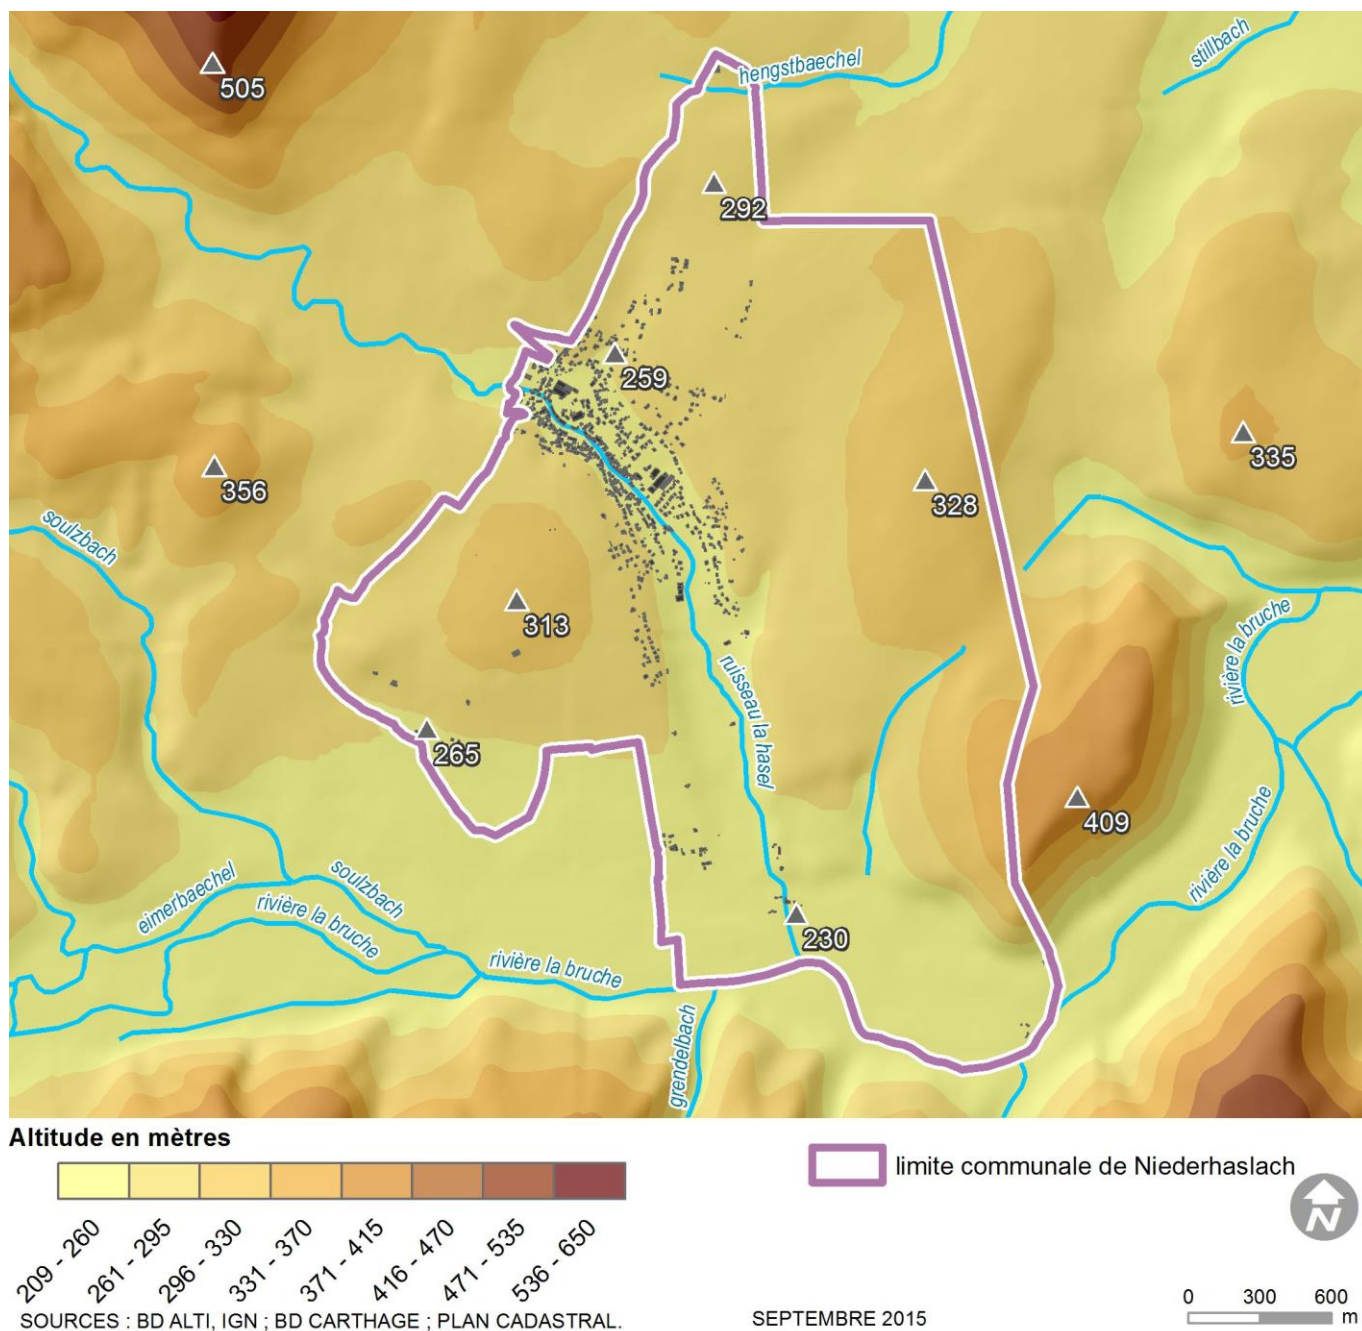 505
hengstbaechel
stillbach
292
259
356
335
328
soulzbach
313
rivière la bruche
ruisseau la hasel
265
409
rivière la bruche
eimerbaechel
soulzbach
rivière la bruche
230
rivière la bruche
grendelbach
Altitude en mètres
limite communale de Niederhaslach
N
209 - 260
261 - 295
296 - 330
331 - 370
371 - 415
416 - 470
471 - 535
536 - 650
0 300 600
m
SOURCES : BD ALTI, IGN ; BD CARTHAGE ; PLAN CADASTRAL.
SEPTEMBRE 2015